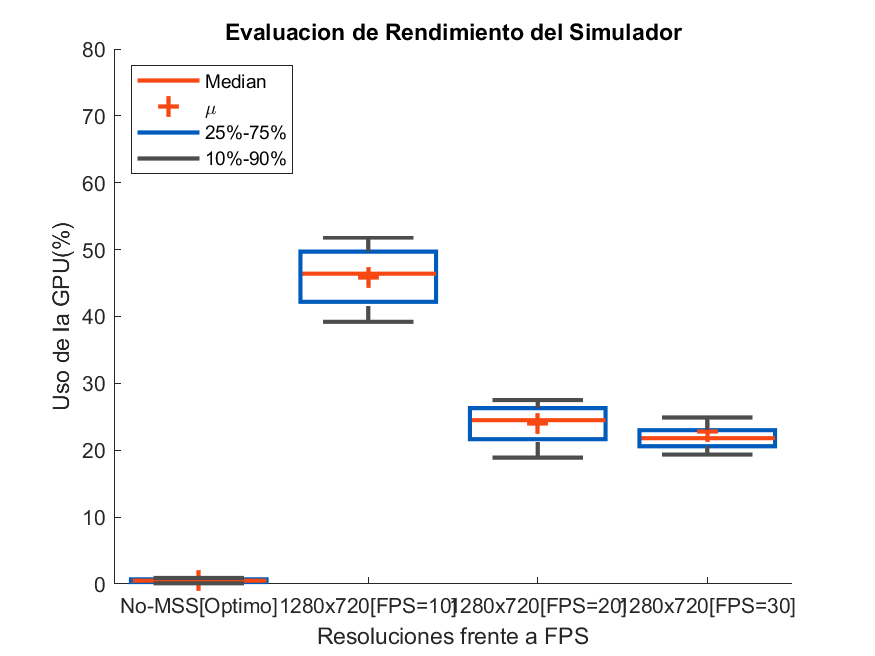 Evaluacion de Rendimiento del Simulador
80
70
60
50
40
30
20
10
0
Uso de la GPU(%)
Median
μ
25%-75%
10%-90%
No-MSS[Optimo]
1280x720[FPS=10]
1280x720[FPS=20]
1280x720[FPS=30]
Resoluciones frente a FPS